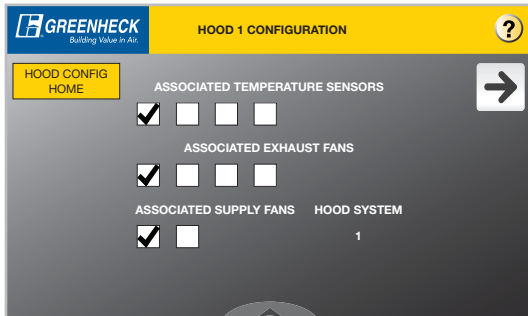 GREENHECK
Building Value in Air.
HOOD 1 CONFIGURATION
?
HOOD CONFIG
HOME
ASSOCIATED TEMPERATURE SENSORS
ASSOCIATED EXHAUST FANS
ASSOCIATED SUPPLY FANS
HOOD SYSTEM
1